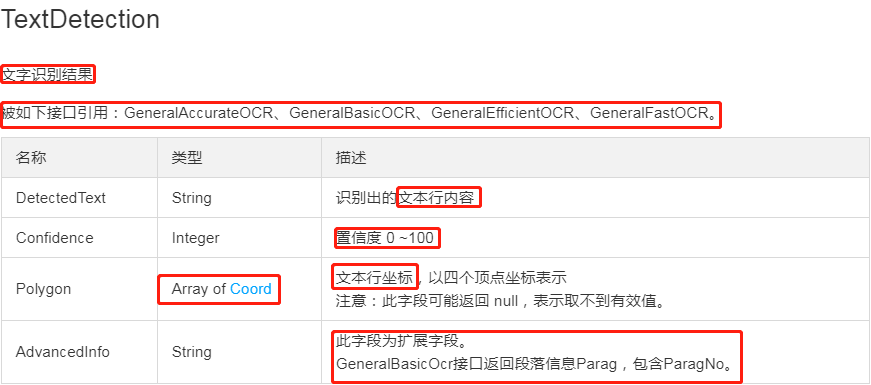 TextDetection
文字识别结果
被如下接口引用：GeneralAccurateOCR、GeneralBasicOCR、GeneralEfficientOCR、GeneralFastOCR。
名称 类型 描述
DetectedText String 识别出的文本行内容
Confidence Integer 置信度 0 ~100
Polygon Array of Coord 文本行坐标，以四个顶点坐标表示
注意：此字段可能返回 null，表示取不到有效值。
AdvancedInfo String 此字段为扩展字段。
GeneralBasicOcr接口返回段落信息Parag，包含ParagNo。